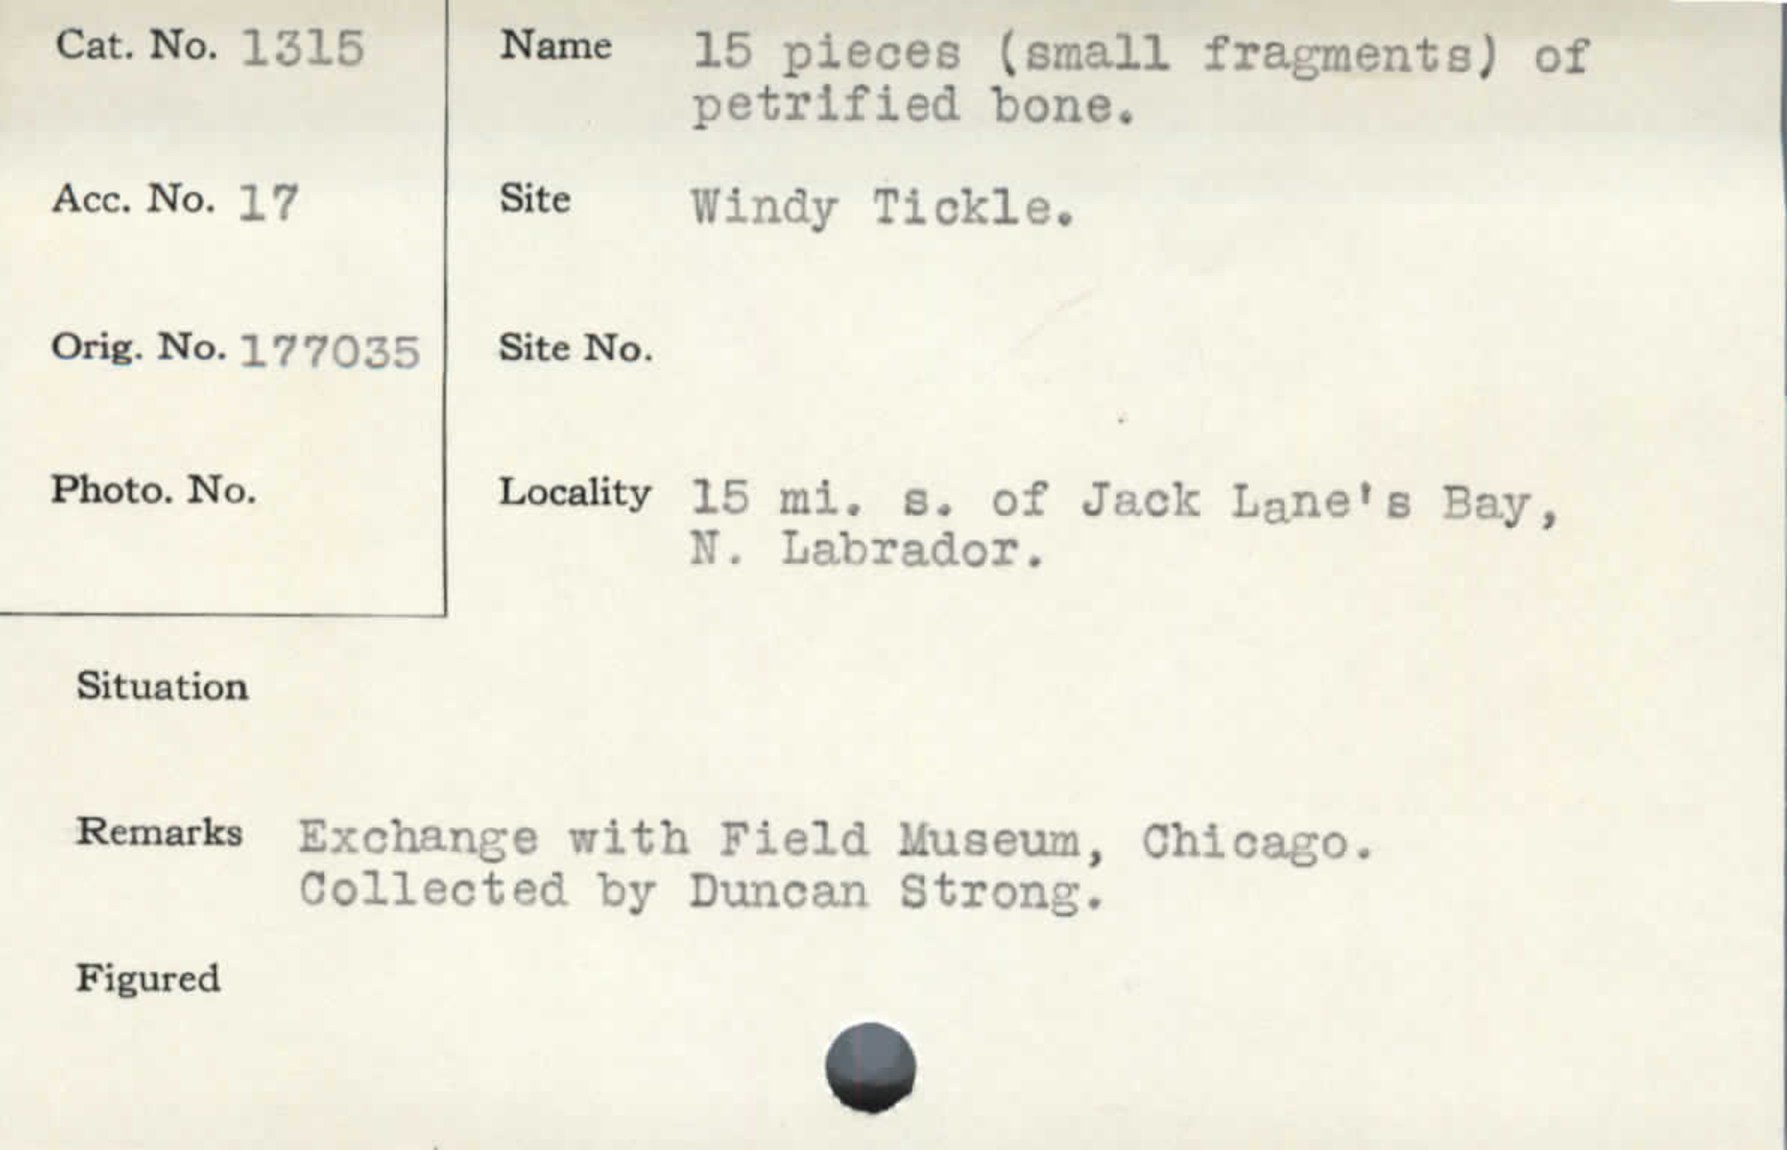 Cat. No. 1315
Name 15 pieces (small fragments) of
petrified bone.
Acc. No. 17
Site Windy Tickle.
Orig. No. 177035
Site No.
Photo. No.
Locality 15 mi. s. of Jack Lane's Bay,
N. Labrador.
Situation
Remarks Exchange with Field Museum, Chicago.
Collected by Duncan Strong.
Figured